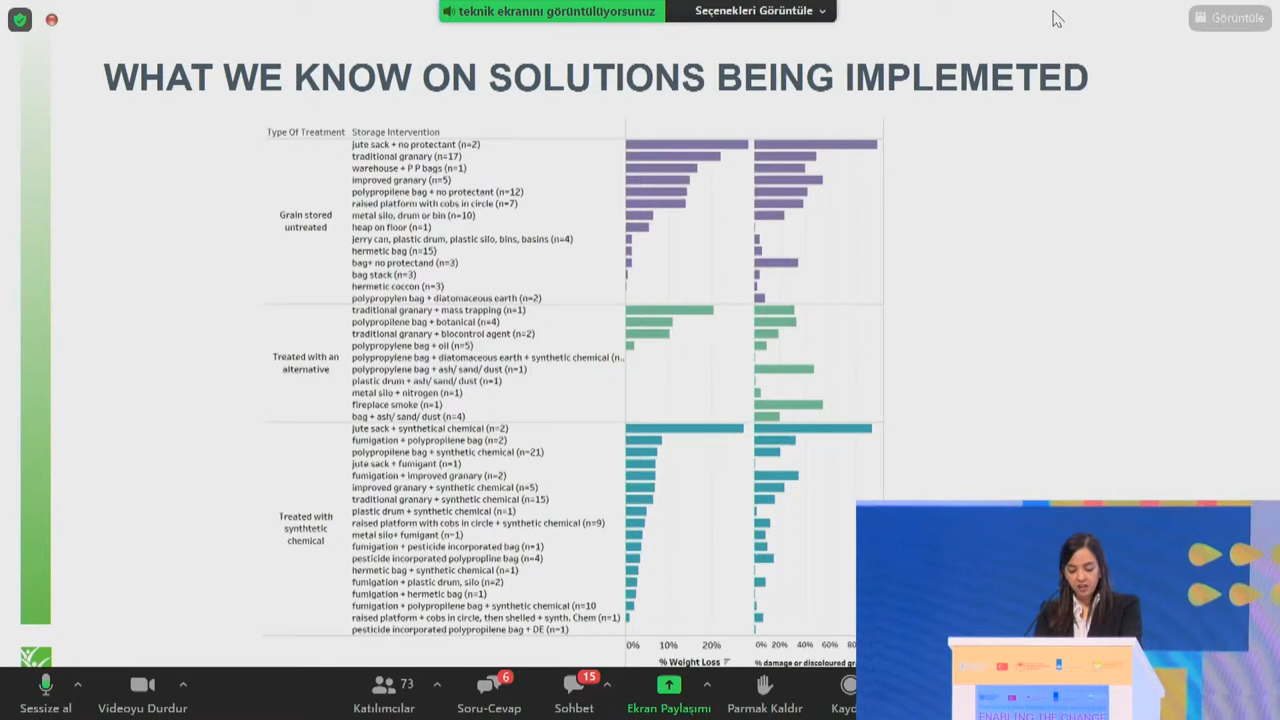 teknik ekranını görüntülüyorsunuz
Seçenekleri Görüntüle
Görüntüle
WHAT WE KNOW ON SOLUTIONS BEING IMPLEMETED
Type Of Treatment Storage Intervention
jute sack + no protectant (n=2)
traditional granary (n=17)
warehouse + P P bags (n=1)
improved granary (n=5)
polypropilene bag + no protectant (n=12)
raised platform with cobs in circle (n=7)
metal silo, drum or bin (n=10)
heap on floor (n=1)
jerry can, plastic drum, plastic silo, bins, basins (n=4)
hermetic bag (n=15)
bag+ no protectand (n=3)
bag stack (n=3)
hermetic coccon (n=3)
polypropylen bag + diatomaceous earth (n=2)
Grain stored
untreated
traditional granary + mass trapping (n=1)
polypropilene bag + botanical (n=4)
traditional granary + blocontrol agent (n=2)
polypropylene bag + oil (n=5)
polypropylene bag + diatomaceous earth + synthetic chemical (n..
polypropylene bag + ash/ sand/ dust (n=1)
plastic drum + ash/ sand/ dust (n=1)
metal silo + nitrogen (n=1)
fireplace smoke (n=1)
bag + ash/ sand/ dust (n=4)
Treated with an
alternative
jute sack + synthetical chemical (n=2)
fumigation + polypropilene bag (n=2)
polypropylene bag + synthetic chemical (n=21)
jute sack + fumigant (n=1)
fumigation + improved granary (n=2)
improved granary + synthetic chemical (n=5)
traditional granary + synthetic chemical (n=15)
plastic drum + synthetic chemical (n=1)
raised platform with cobs in circle + synthetic chemical (n=9)
metal silo+ fumigant (n=1)
fumigation + pesticide incorporated bag (n=1)
pesticide incorporated polypropline bag (n=4)
hermetic bag + synthetic chemical (n=1)
fumigation + plastic drum, silo (n=2)
fumigation + hermetic bag (n=1)
fumigation + polypropilene bag + synthetic chemical (n=10
raised platform + cobs in circle, then shelled + synth. Chem (n=1)
pesticide incorporated polypropylene bag + DE (n=1)
Treated with
synthtetic
chemical
0% 10% 20% 0% 20% 40% 60%
% Weight Loss % damage or discoloured
ENABLING THE CHANGE
Sessize al
Videoyu Durdur
73
Katılımcılar
6
Soru-Cevap
15
Sohbet
Ekran Paylaşımı
Parmak Kaldır